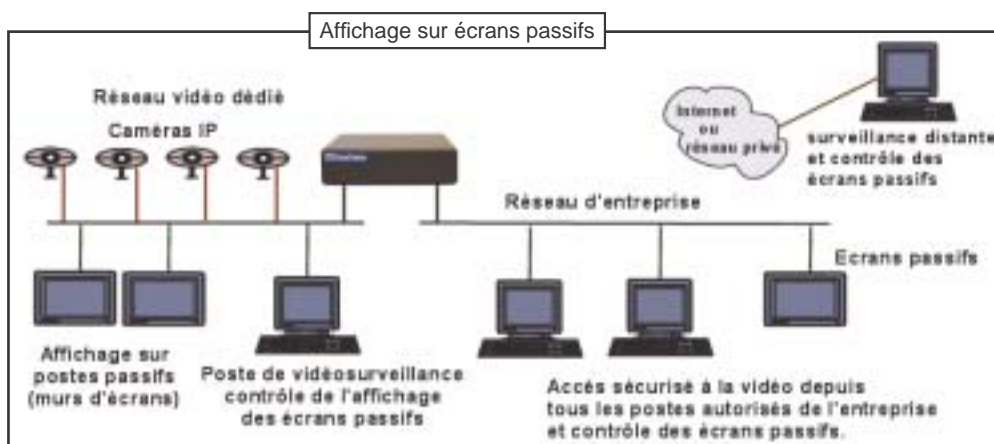 Affichage sur écrans passifs
Réseau vidéo dédié
Caméras IP
Internet
ou
réseau privé
surveillance distante
et contrôle des
écrans passifs
Réseau d'entreprise
Ecrans passifs
Affichage sur
postes passifs
(murs d'écrans)
Poste de vidéosurveillance
contrôle de l'affichage
des écrans passifs
Accès sécurisé à la vidéo depuis
tous les postes autorisés de l'entreprise
et contrôle des écrans passifs.